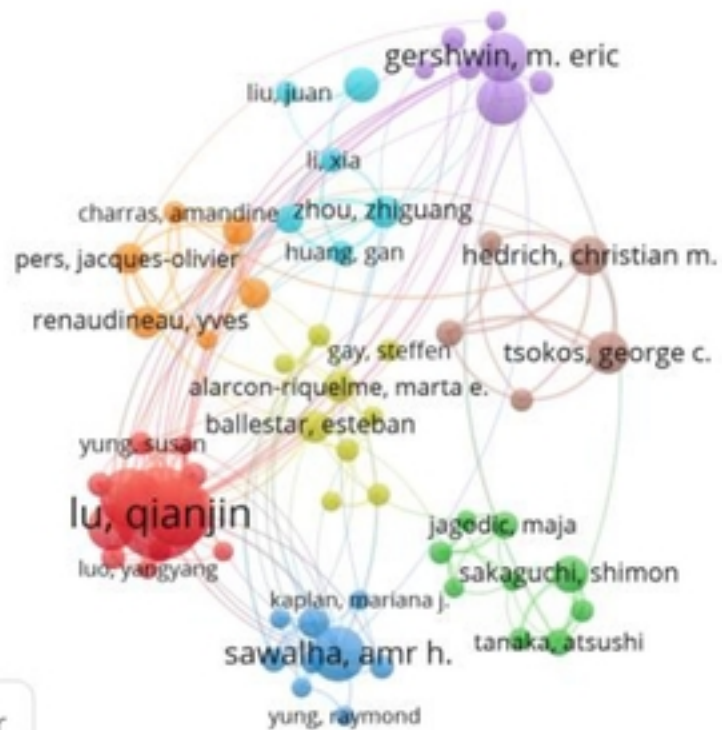 gershwin, m. eric
liu, juan
li, xia
charras, amandine
zhou, zhiguang
pers, jacques-olivier
huang, gan
hedrich, christian m.
renaudineau, yves
gay, steffen
tsokos, george c.
alarcon-riquelme, marta e.
ballestar, esteban
yung, susan
lu, qianjin
jagodic, maja
luo, yangyang
sakaguchi, shimon
kaplan, mariana j.
tanaka, atsushi
sawalha, amr h.
yung, raymond
r